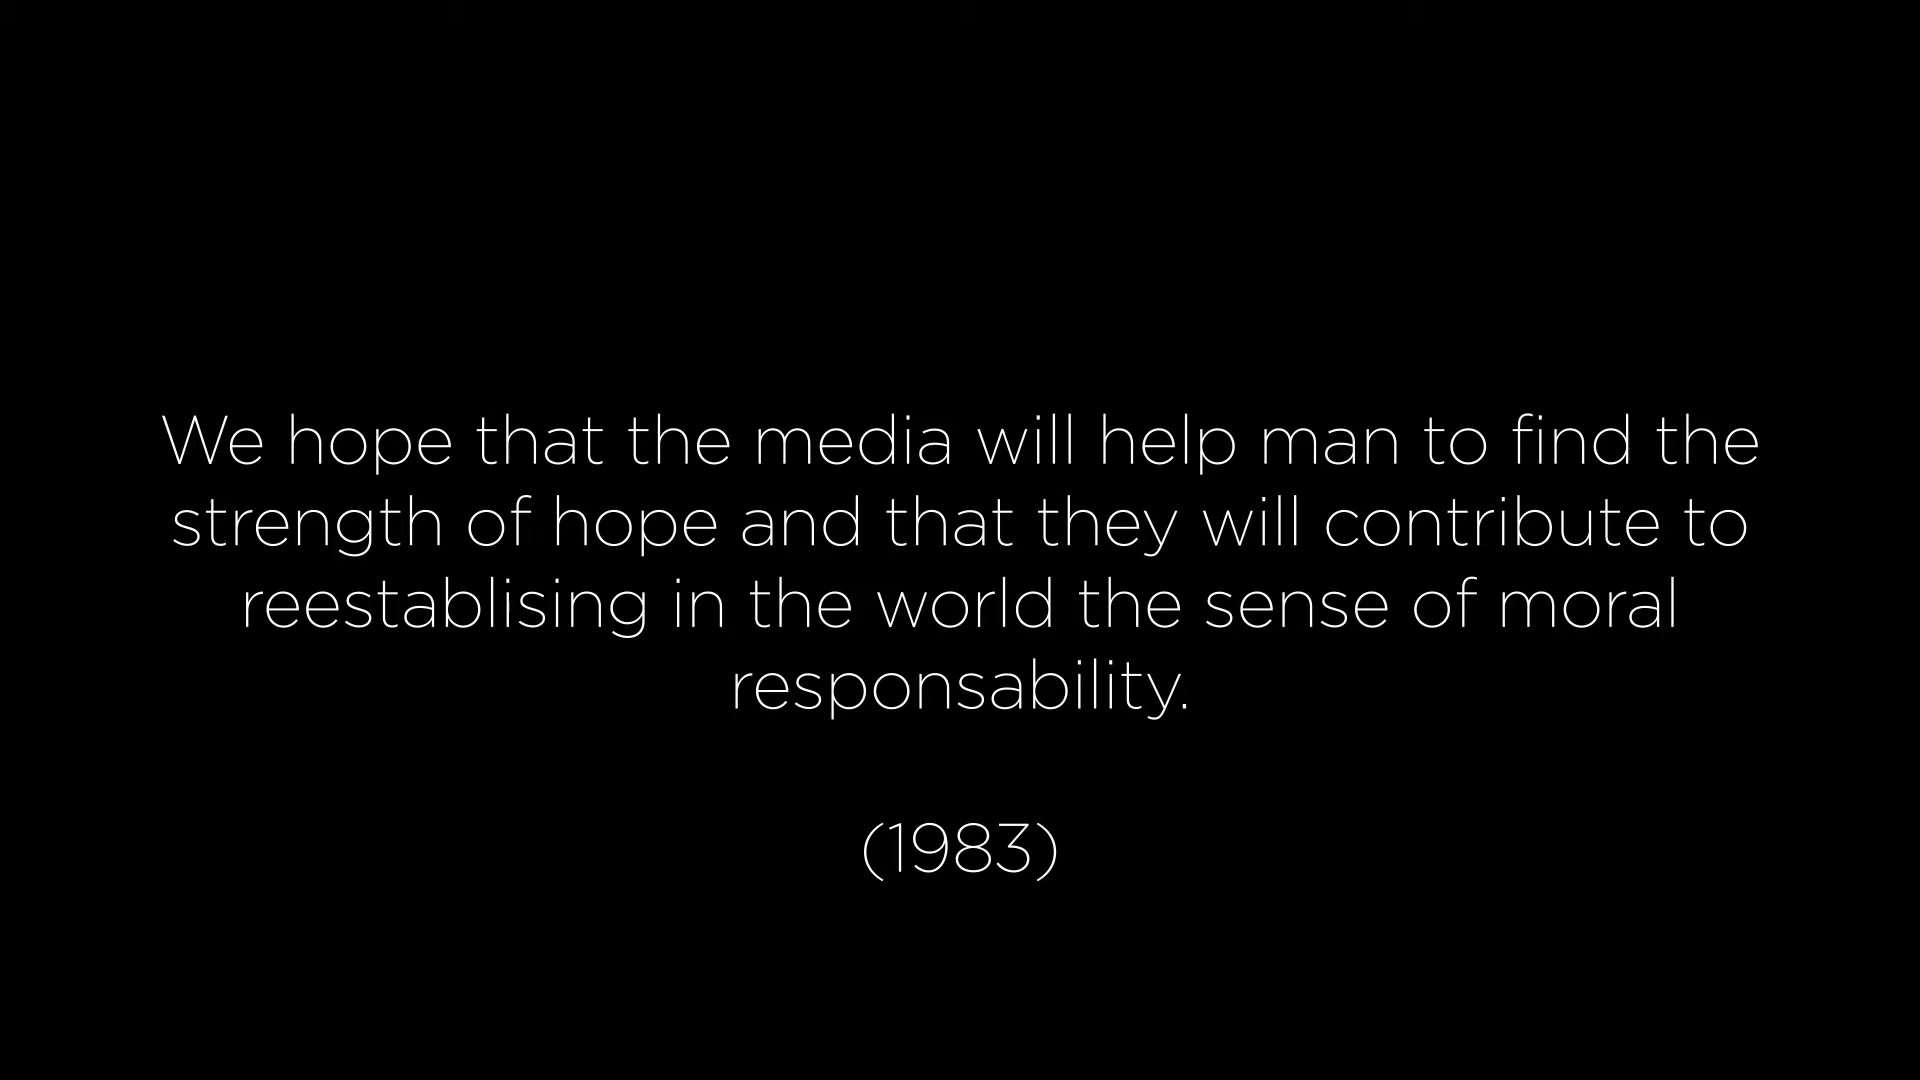 We hope that the media will help man to find the
strength of hope and that they will contribute to
reestablising in the world the sense of moral
responsability.
(1983)